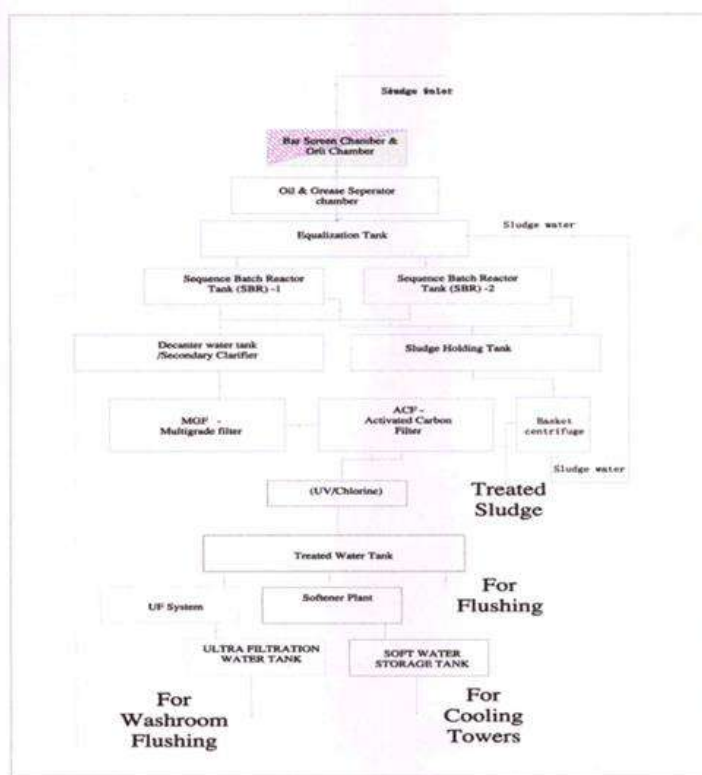 Sewage Water
Bar Screen Chamber &
Grit Chamber
Oil & Grease Seperator
chamber
Sludge water
Equalization Tank
Sequence Batch Reactor
Tank (SBR) -1
Sequence Batch Reactor
Tank (SBR) -2
Decanter water tank
/Secondary Clarifier
Sludge Holding Tank
MGF -
Multigrade filter
ACF -
Activated Carbon
Filter
Basket
centrifuge
Sludge water
Treated
Sludge
(UV/Chlorine)
Treated Water Tank
For
Flushing
UF System
Softener Plant
ULTRA FILTRATION
WATER TANK
SOFT WATER
STORAGE TANK
For
Washroom
Flushing
For
Cooling
Towers